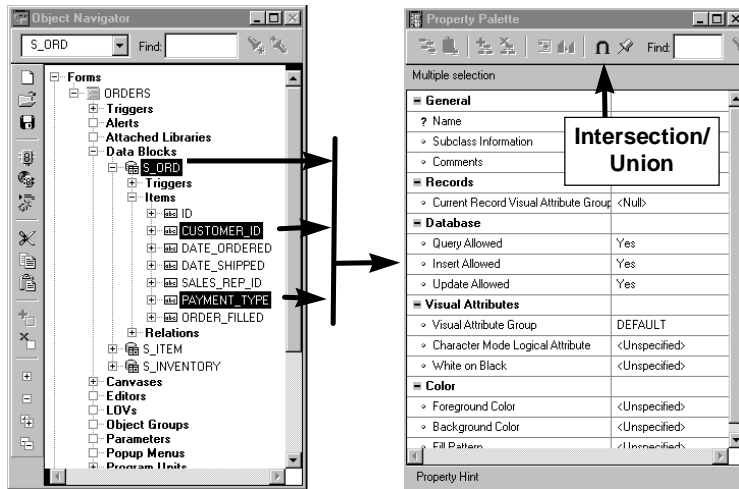 Object Navigator
S_ORD
Find:
Forms
ORDERS
Triggers
Alerts
Attached Libraries
Data Blocks
S_ORD
Triggers
Items
ID
CUSTOMER_ID
DATE_ORDERED
DATE_SHIPPED
SALES_REP_ID
PAYMENT_TYPE
ORDER_FILLED
Relations
S_ITEM
S_INVENTORY
Canvases
Editors
LOVs
Object Groups
Parameters
Popup Menus
Program Units
Property Palette
Find:
Multiple selection
General
? Name
Subclass Information
Comments
Intersection/
Union
Records
Current Record Visual Attribute Group <Null>
Database
Query Allowed Yes
Insert Allowed Yes
Update Allowed Yes
Visual Attributes
Visual Attribute Group DEFAULT
Character Mode Logical Attribute <Unspecified>
White on Black <Unspecified>
Color
Foreground Color <Unspecified>
Background Color <Unspecified>
Fill Pattern <Unspecified>
Property Hint